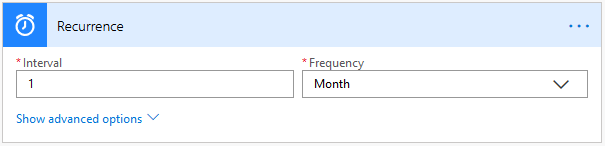 Recurrence
* Interval
* Frequency
1
Month
Show advanced options